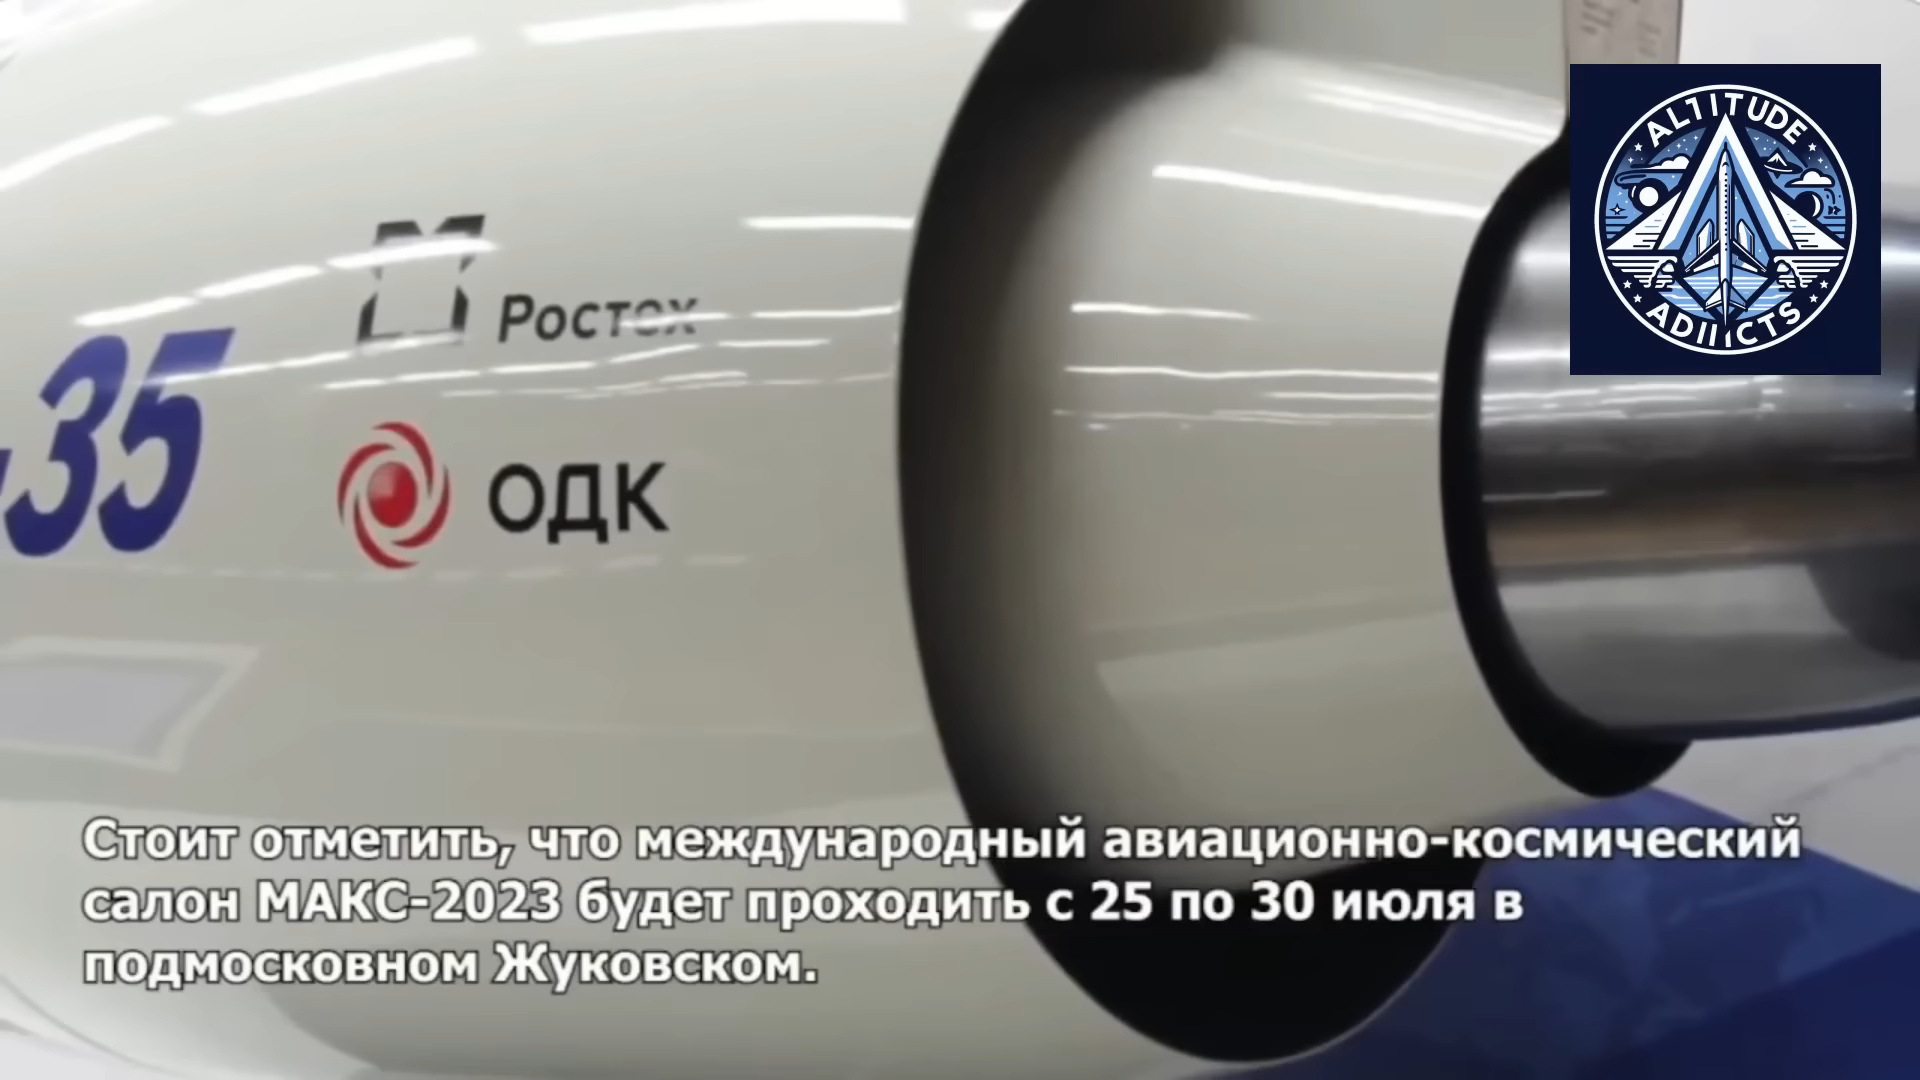 ALTITUDE
ADIICTS
Ростех
-35
ОДК
Стоит отметить, что международный авиационно-космический
салон МАКС-2023 будет проходить с 25 по 30 июля в
подмосковном Жуковском.